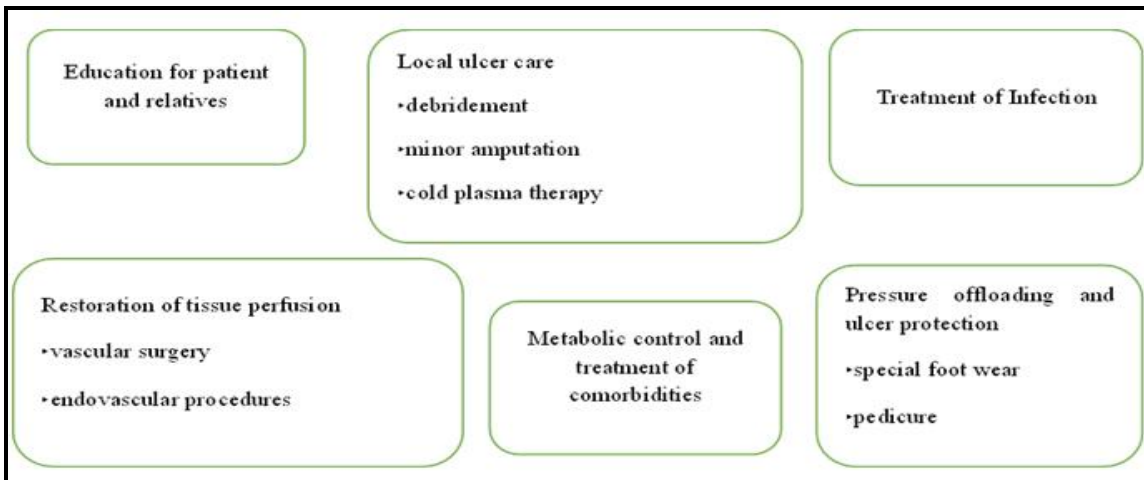 Education for patient
and relatives
Local ulcer care
‣debridement
‣minor amputation
‣cold plasma therapy
Treatment of Infection
Restoration of tissue perfusion
‣vascular surgery
‣endovascular procedures
Metabolic control and
treatment of
comorbidities
Pressure offloading and
ulcer protection
‣special foot wear
‣pedicure